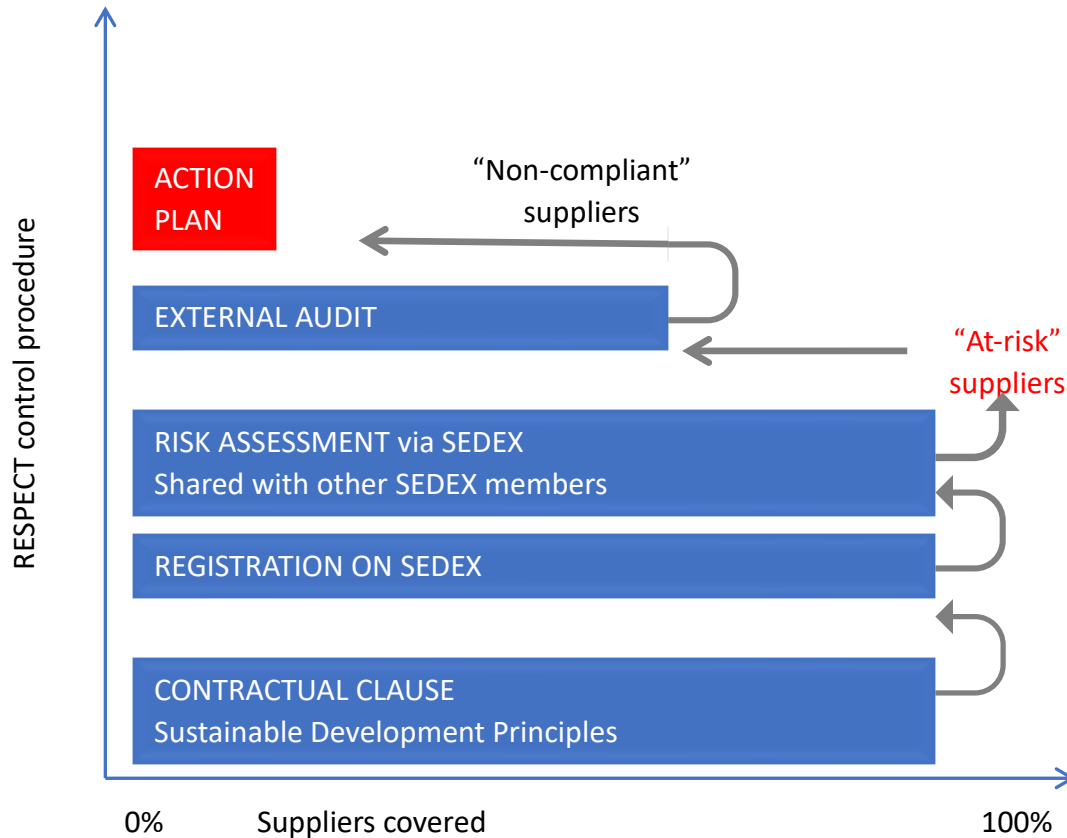 ACTION
PLAN
“Non-compliant”
suppliers
EXTERNAL AUDIT
“At-risk”
suppliers
RISK ASSESSMENT via SEDEX
Shared with other SEDEX members
REGISTRATION ON SEDEX
CONTRACTUAL CLAUSE
Sustainable Development Principles
RESPECT control procedure
0%
Suppliers covered
100%